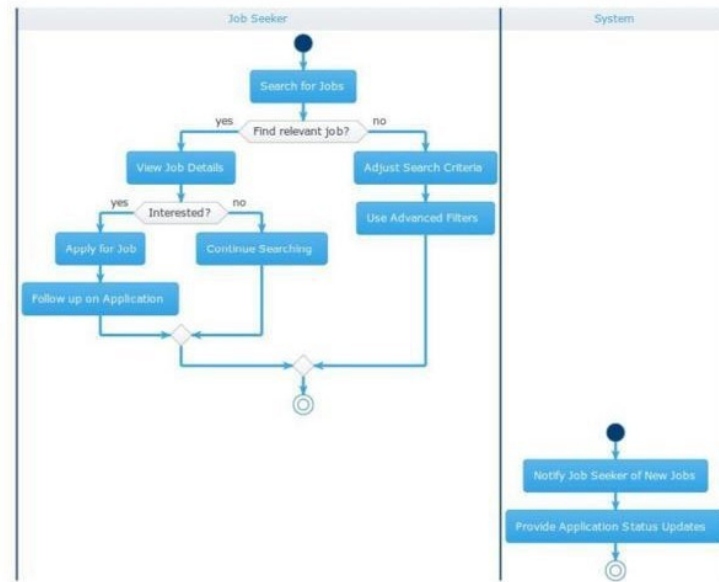 Job Seeker
System
Search for Jobs
yes
Find relevant job?
no
View Job Details
Adjust Search Criteria
yes
Interested?
no
Use Advanced Filters
Apply for Job
Continue Searching
Follow up on Application
Notify Job Seeker of New Jobs
Provide Application Status Updates